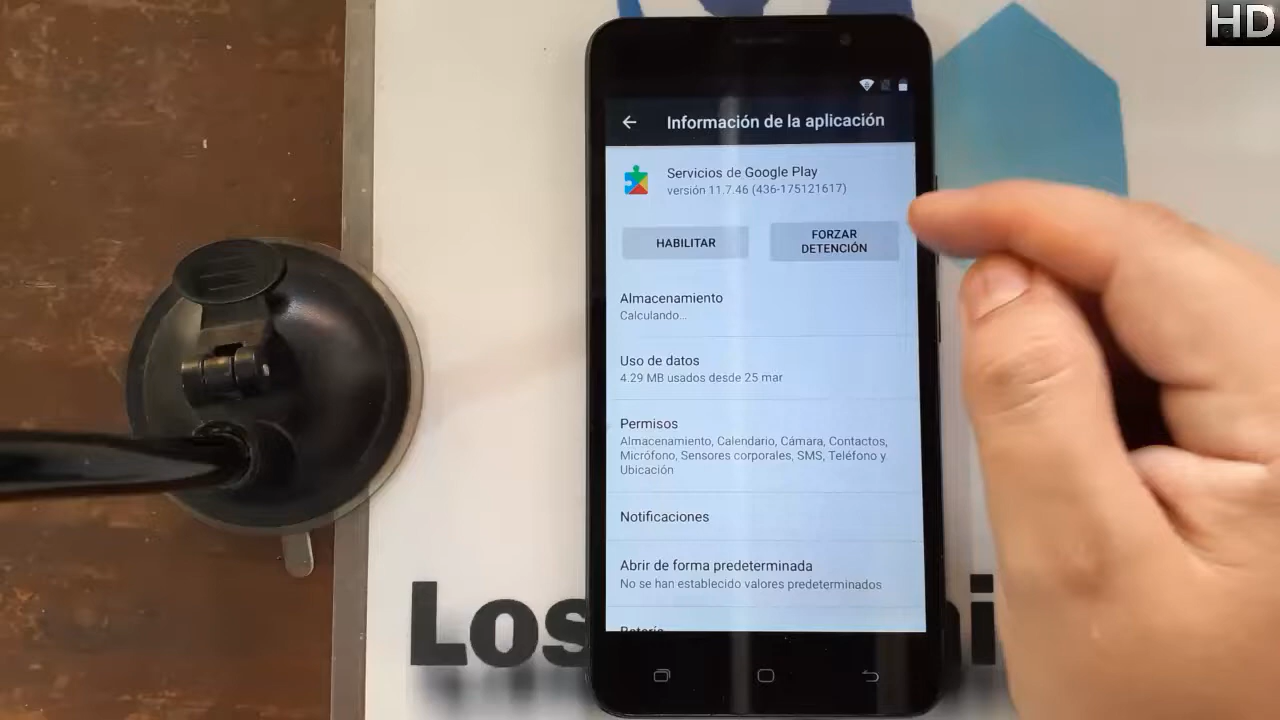 HD
Información de la aplicación
Servicios de Google Play
versión 11.7.46 (436-175121617)
HABILITAR
FORZAR
DETENCIÓN
Almacenamiento
Calculando...
Uso de datos
4.29 MB usados desde 25 mar
Permisos
Almacenamiento, Calendario, Cámara, Contactos,
Micrófono, Sensores corporales, SMS, Teléfono y
Ubicación
Notificaciones
Abrir de forma predeterminada
No se han establecido valores predeterminados
Batería
Los